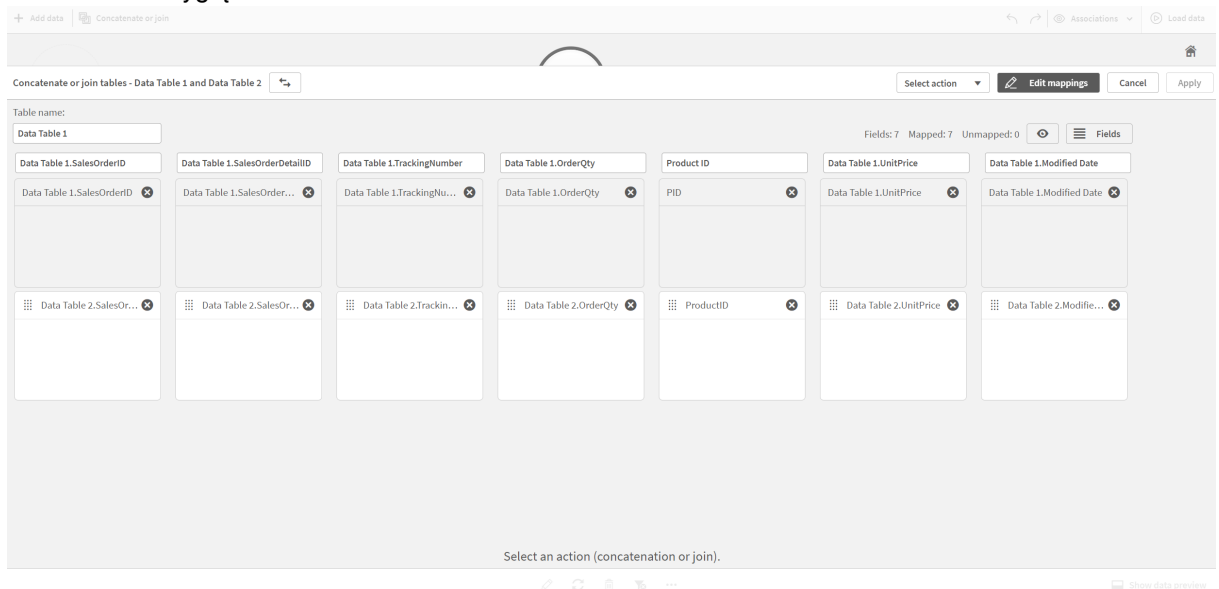 Add data Concatenate or join Associations Load data
Concatenate or join tables - Data Table 1 and Data Table 2 Select action Edit mappings Cancel Apply
Table name:
Data Table 1 Fields: 7 Mapped: 7 Unmapped: 0 Fields
Data Table 1.SalesOrderID Data Table 1.SalesOrderDetailID Data Table 1.TrackingNumber Data Table 1.OrderQty Product ID Data Table 1.UnitPrice Data Table 1.Modified Date
Data Table 1.SalesOrderID Data Table 1.SalesOrder... Data Table 1.TrackingNu... Data Table 1.OrderQty PID Data Table 1.UnitPrice Data Table 1.Modified Date
Data Table 2.SalesOr... Data Table 2.SalesOr... Data Table 2.Trackin... Data Table 2.OrderQty ProductID Data Table 2.UnitPrice Data Table 2.Modifie...
Select an action (concatenation or join).
Show data preview